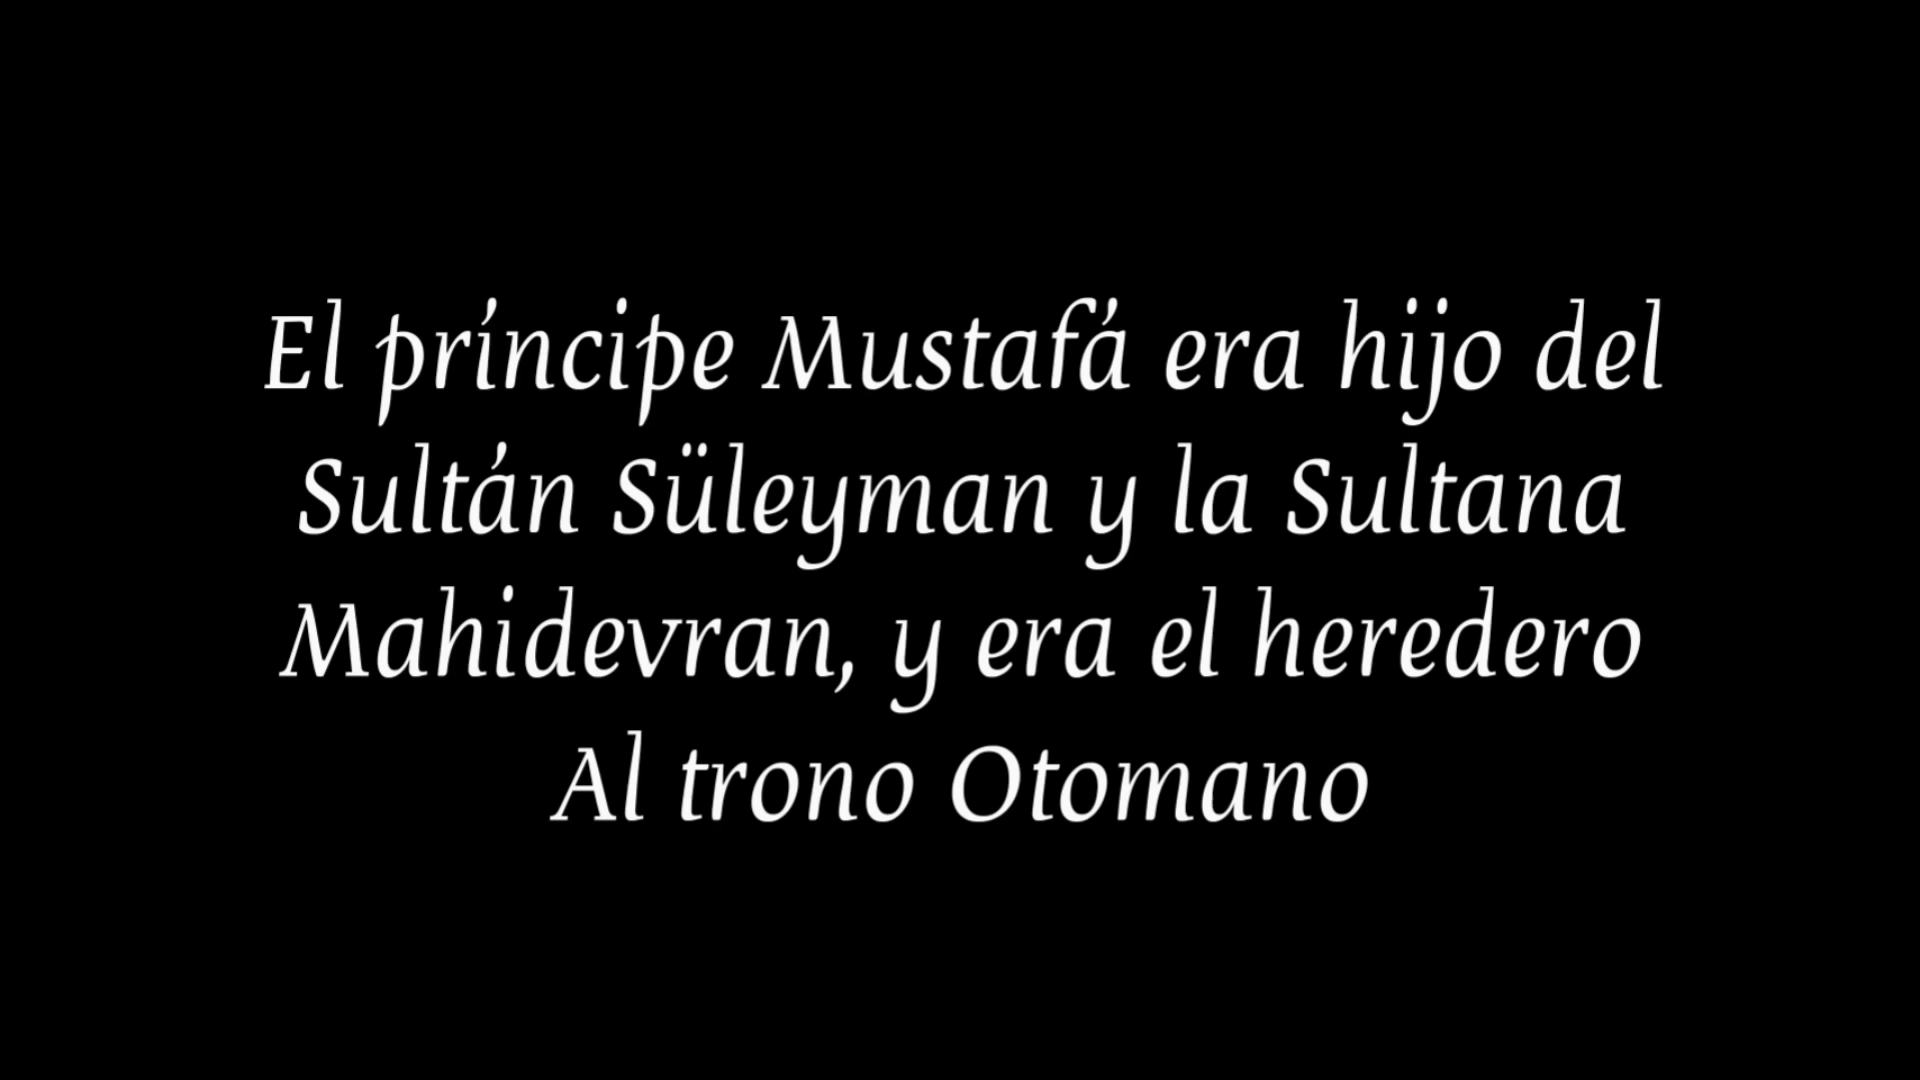 El príncipe Mustafá era hijo del
Sultán Süleyman y la Sultana
Mahidevran, y era el heredero
Al trono Otomano